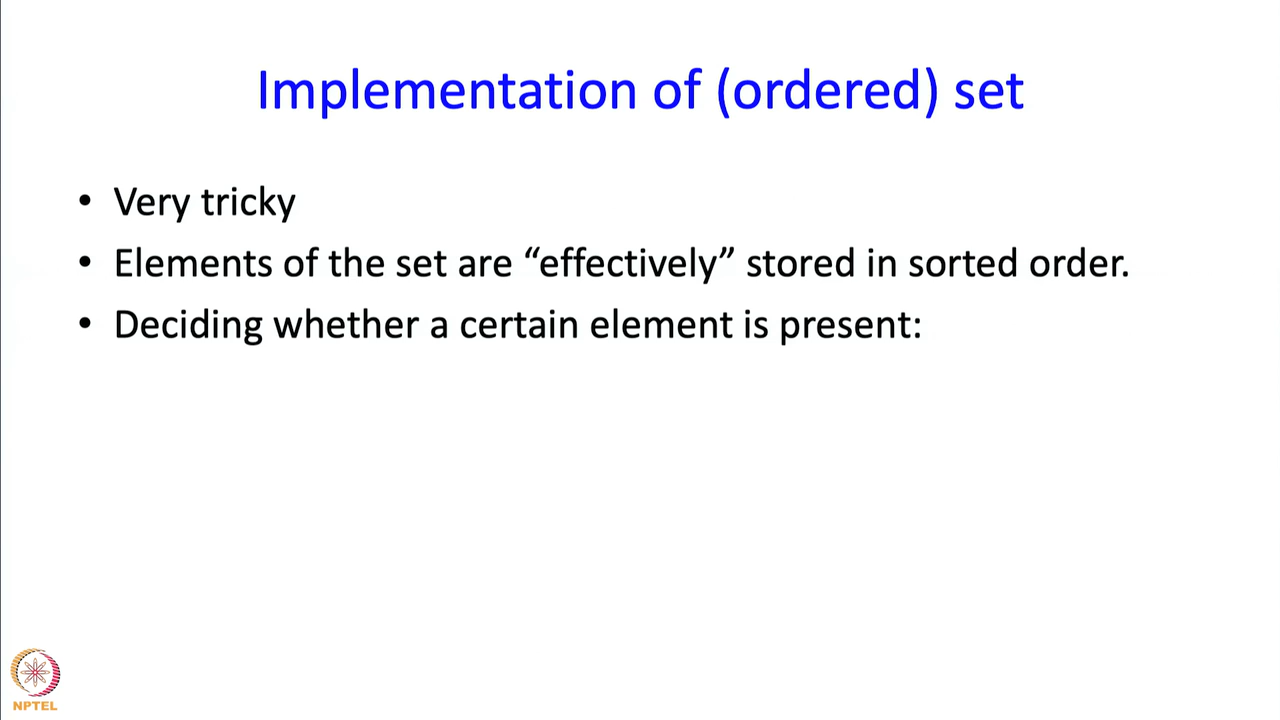 Implementation of (ordered) set
• Very tricky
• Elements of the set are “effectively” stored in sorted order.
• Deciding whether a certain element is present:
NPTEL